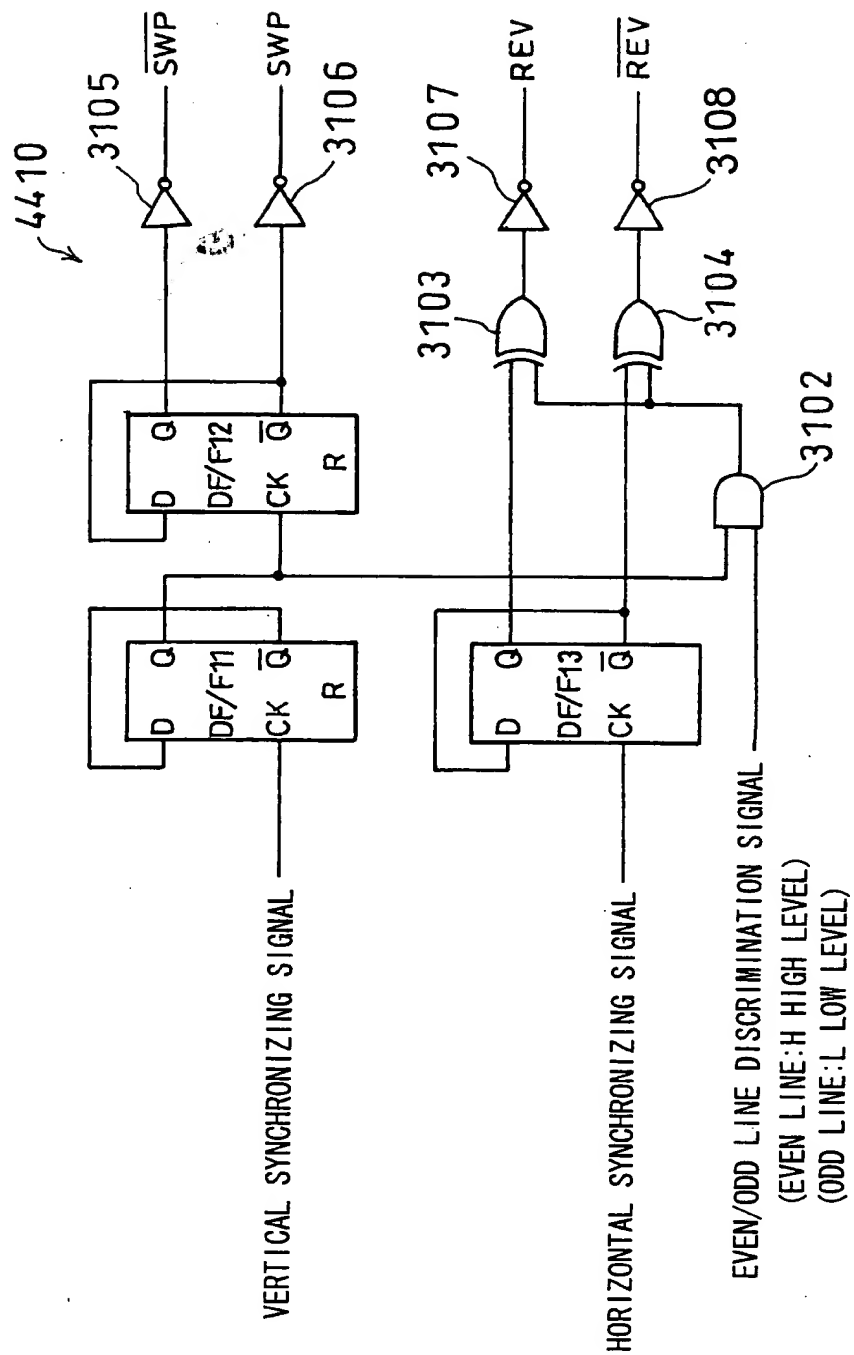 4410
3105
SWP
3106
SWP
D Q
DF/F11
CK Q
R
D Q
DF/F12
CK Q
R
VERTICAL SYNCHRONIZING SIGNAL
3103
3107
REV
D Q
DF/F13
CK Q
3104
3108
REV
HORIZONTAL SYNCHRONIZING SIGNAL
3102
EVEN/ODD LINE DISCRIMINATION SIGNAL
(EVEN LINE:H HIGH LEVEL)
(ODD LINE:L LOW LEVEL)